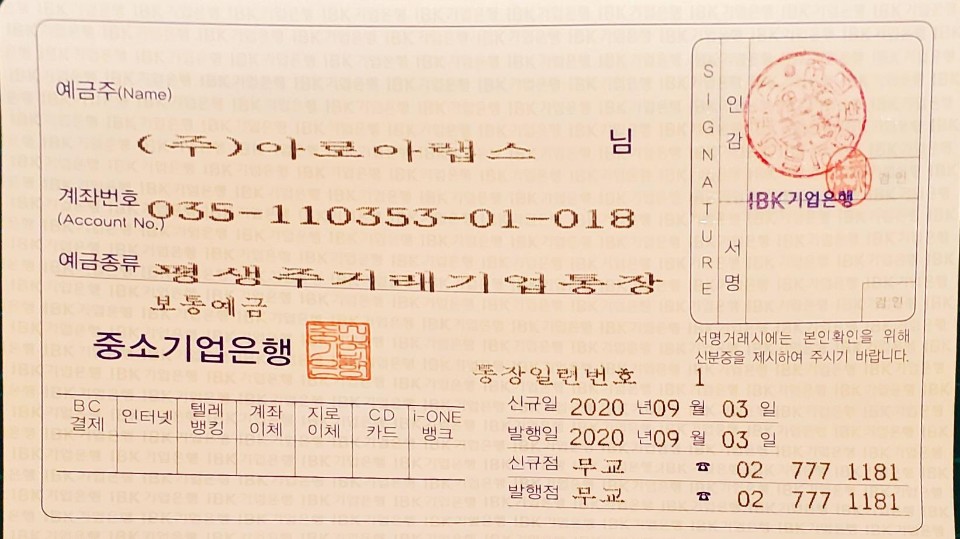 예금주(Name)
(주)아로아랩스 님
계좌번호
(Account No.)
035-110353-01-018
예금종류 평생주거래기업통장
보통예금
중소기업은행
통장일련번호 1
BC 결제 인터넷 텔레뱅킹 계좌이체 지로이체 CD카드 i-ONE뱅크
신규일 2020 년 09 월 03 일
발행일 2020 년 09 월 03 일
신규점 무교 ☎ 02 777 1181
발행점 무교 ☎ 02 777 1181
SIGNATURE
인감
서명
IBK기업은행
검인
검인
서명거래시에는 본인확인을 위해
신분증을 제시하여 주시기 바랍니다.